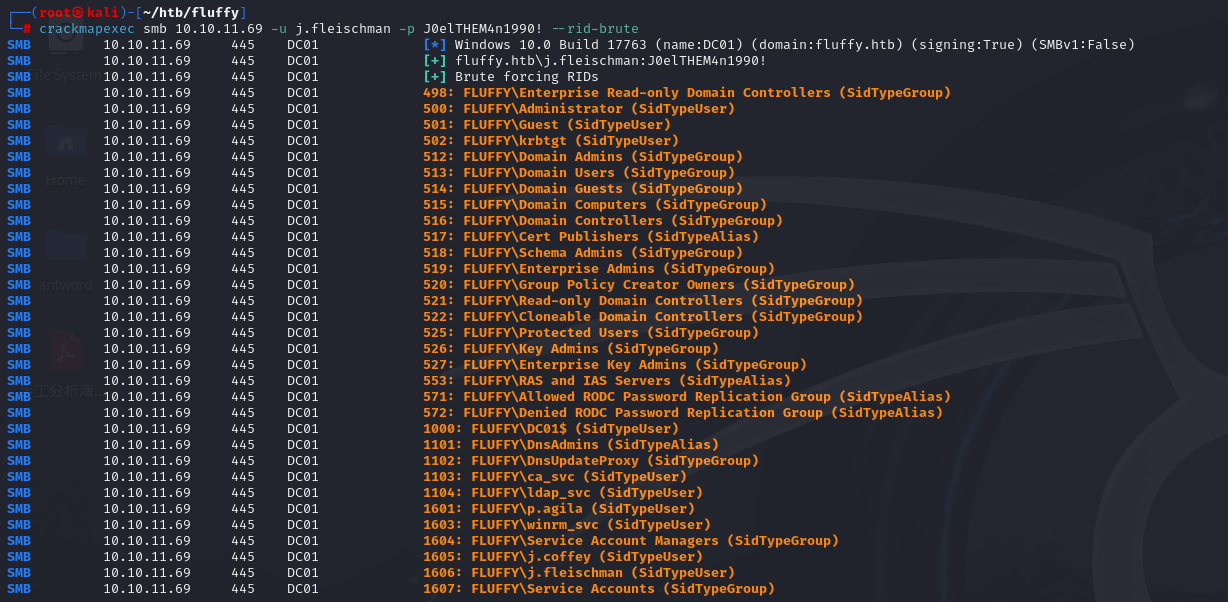 ┌──(root㉿kali)-[~/htb/fluffy]
└─# crackmapexec smb 10.10.11.69 -u j.fleischman -p J0elTHEM4n1990! --rid-brute
SMB 10.10.11.69 445 DC01 [*] Windows 10.0 Build 17763 (name:DC01) (domain:fluffy.htb) (signing:True) (SMBv1:False)
SMB 10.10.11.69 445 DC01 [+] fluffy.htb\j.fleischman:J0elTHEM4n1990!
SMB 10.10.11.69 445 DC01 [+] Brute forcing RIDs
SMB 10.10.11.69 445 DC01 498: FLUFFY\Enterprise Read-only Domain Controllers (SidTypeGroup)
SMB 10.10.11.69 445 DC01 500: FLUFFY\Administrator (SidTypeUser)
SMB 10.10.11.69 445 DC01 501: FLUFFY\Guest (SidTypeUser)
SMB 10.10.11.69 445 DC01 502: FLUFFY\krbtgt (SidTypeUser)
SMB 10.10.11.69 445 DC01 512: FLUFFY\Domain Admins (SidTypeGroup)
SMB 10.10.11.69 445 DC01 513: FLUFFY\Domain Users (SidTypeGroup)
SMB 10.10.11.69 445 DC01 514: FLUFFY\Domain Guests (SidTypeGroup)
SMB 10.10.11.69 445 DC01 515: FLUFFY\Domain Computers (SidTypeGroup)
SMB 10.10.11.69 445 DC01 516: FLUFFY\Domain Controllers (SidTypeGroup)
SMB 10.10.11.69 445 DC01 517: FLUFFY\Cert Publishers (SidTypeAlias)
SMB 10.10.11.69 445 DC01 518: FLUFFY\Schema Admins (SidTypeGroup)
SMB 10.10.11.69 445 DC01 519: FLUFFY\Enterprise Admins (SidTypeGroup)
SMB 10.10.11.69 445 DC01 520: FLUFFY\Group Policy Creator Owners (SidTypeGroup)
SMB 10.10.11.69 445 DC01 521: FLUFFY\Read-only Domain Controllers (SidTypeGroup)
SMB 10.10.11.69 445 DC01 522: FLUFFY\Cloneable Domain Controllers (SidTypeGroup)
SMB 10.10.11.69 445 DC01 525: FLUFFY\Protected Users (SidTypeGroup)
SMB 10.10.11.69 445 DC01 526: FLUFFY\Key Admins (SidTypeGroup)
SMB 10.10.11.69 445 DC01 527: FLUFFY\Enterprise Key Admins (SidTypeGroup)
SMB 10.10.11.69 445 DC01 553: FLUFFY\RAS and IAS Servers (SidTypeAlias)
SMB 10.10.11.69 445 DC01 571: FLUFFY\Allowed RODC Password Replication Group (SidTypeAlias)
SMB 10.10.11.69 445 DC01 572: FLUFFY\Denied RODC Password Replication Group (SidTypeAlias)
SMB 10.10.11.69 445 DC01 1000: FLUFFY\DC01$ (SidTypeUser)
SMB 10.10.11.69 445 DC01 1101: FLUFFY\DnsAdmins (SidTypeAlias)
SMB 10.10.11.69 445 DC01 1102: FLUFFY\DnsUpdateProxy (SidTypeGroup)
SMB 10.10.11.69 445 DC01 1103: FLUFFY\ca_svc (SidTypeUser)
SMB 10.10.11.69 445 DC01 1104: FLUFFY\ldap_svc (SidTypeUser)
SMB 10.10.11.69 445 DC01 1601: FLUFFY\p.agila (SidTypeUser)
SMB 10.10.11.69 445 DC01 1603: FLUFFY\winrm_svc (SidTypeUser)
SMB 10.10.11.69 445 DC01 1604: FLUFFY\Service Account Managers (SidTypeGroup)
SMB 10.10.11.69 445 DC01 1605: FLUFFY\j.coffey (SidTypeUser)
SMB 10.10.11.69 445 DC01 1606: FLUFFY\j.fleischman (SidTypeUser)
SMB 10.10.11.69 445 DC01 1607: FLUFFY\Service Accounts (SidTypeGroup)
File System
Home
antword
工分析海